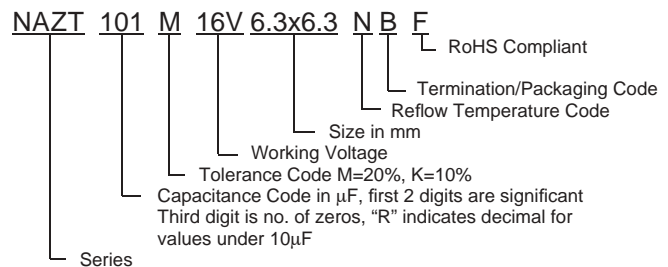 NAZT 101 M 16V 6.3x6.3 N B F
RoHS Compliant
Termination/Packaging Code
Reflow Temperature Code
Size in mm
Working Voltage
Tolerance Code M=20%, K=10%
Capacitance Code in μF, first 2 digits are significant
Third digit is no. of zeros, “R” indicates decimal for
values under 10μF
Series